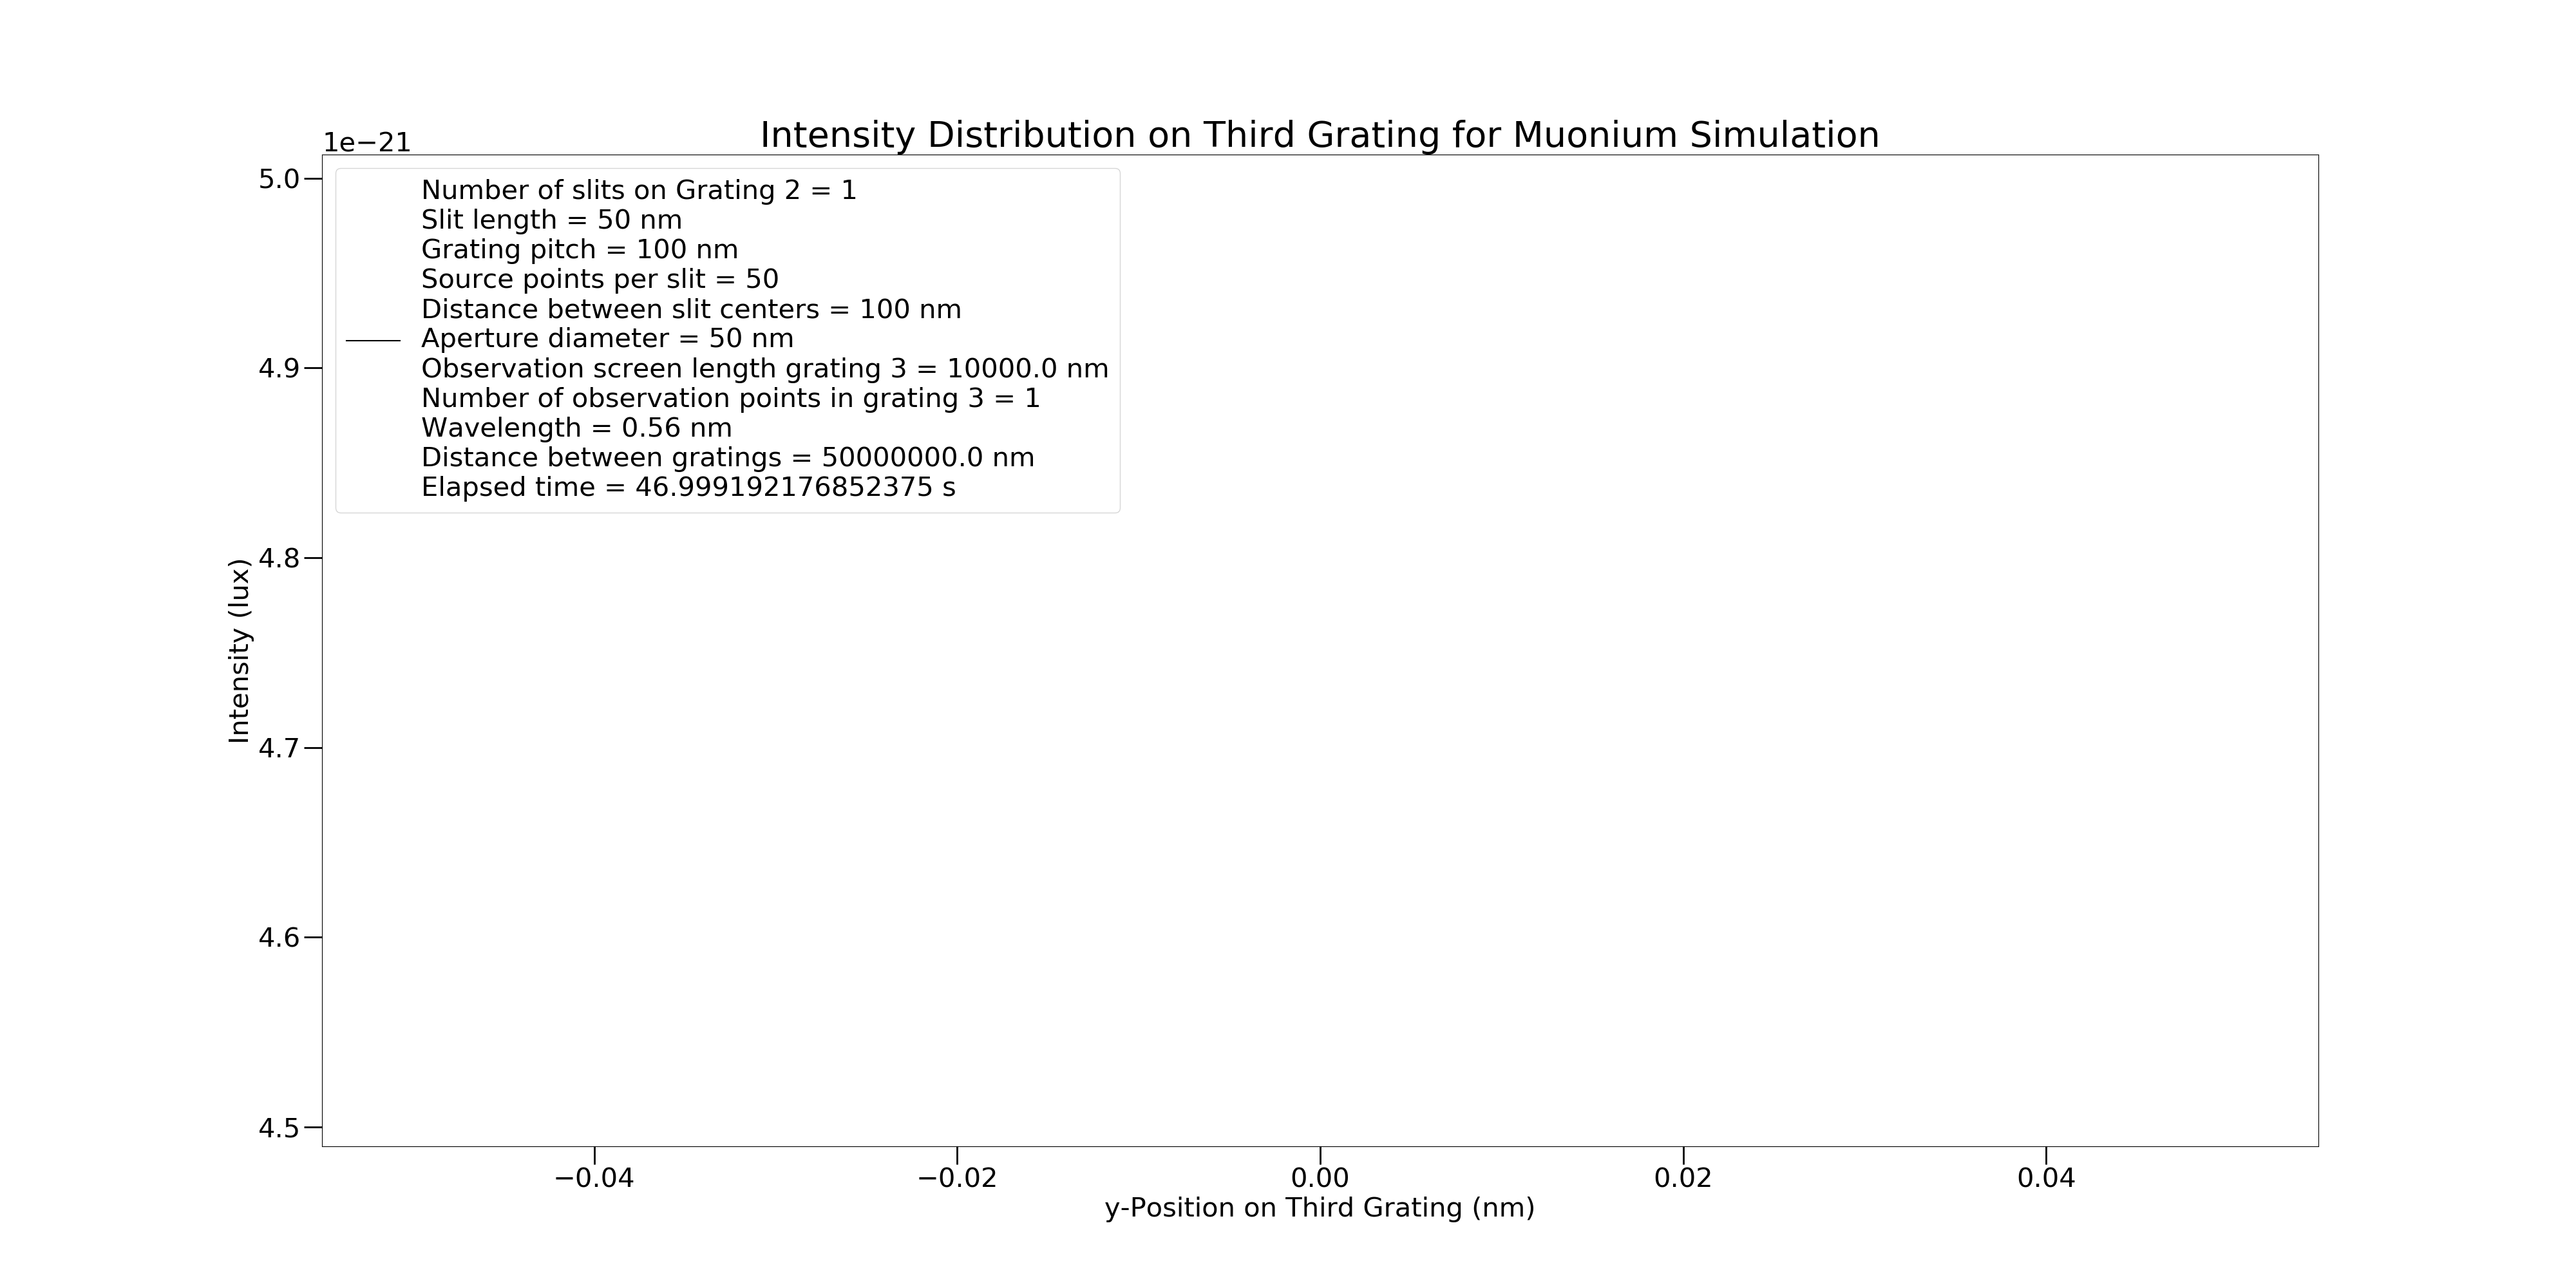 Intensity Distribution on Third Grating for Muonium Simulation
1e−21
5.0
4.9
4.8
4.7
4.6
4.5
Intensity (lux)
Number of slits on Grating 2 = 1
Slit length = 50 nm
Grating pitch = 100 nm
Source points per slit = 50
Distance between slit centers = 100 nm
Aperture diameter = 50 nm
Observation screen length grating 3 = 10000.0 nm
Number of observation points in grating 3 = 1
Wavelength = 0.56 nm
Distance between gratings = 50000000.0 nm
Elapsed time = 46.999192176852375 s
−0.04 −0.02 0.00 0.02 0.04
y-Position on Third Grating (nm)